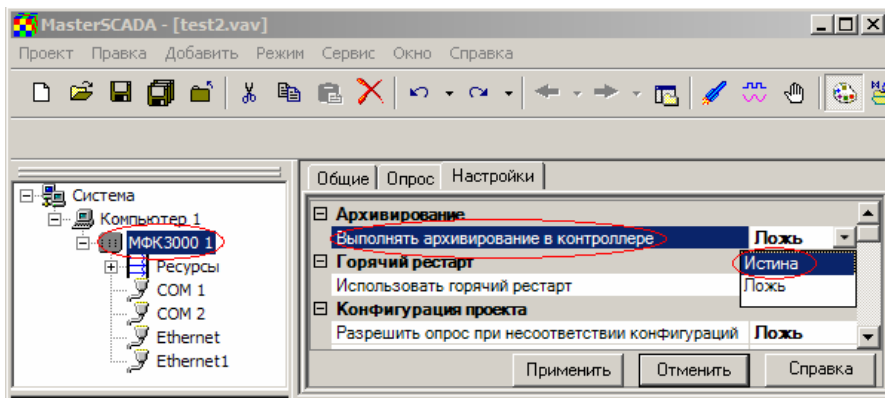 MasterSCADA - [test2.vav]
Проект Правка Добавить Режим Сервис Окно Справка
Система
Компьютер 1
МФК3000 1
Ресурсы
COM 1
COM 2
Ethernet
Ethernet1
Общие Опрос Настройки
Архивирование
Выполнять архивирование в контроллере Ложь
Истина
Горячий рестарт
Использовать горячий рестарт Ложь
Конфигурация проекта
Разрешить опрос при несоответствии конфигураций Ложь
Применить Отменить Справка